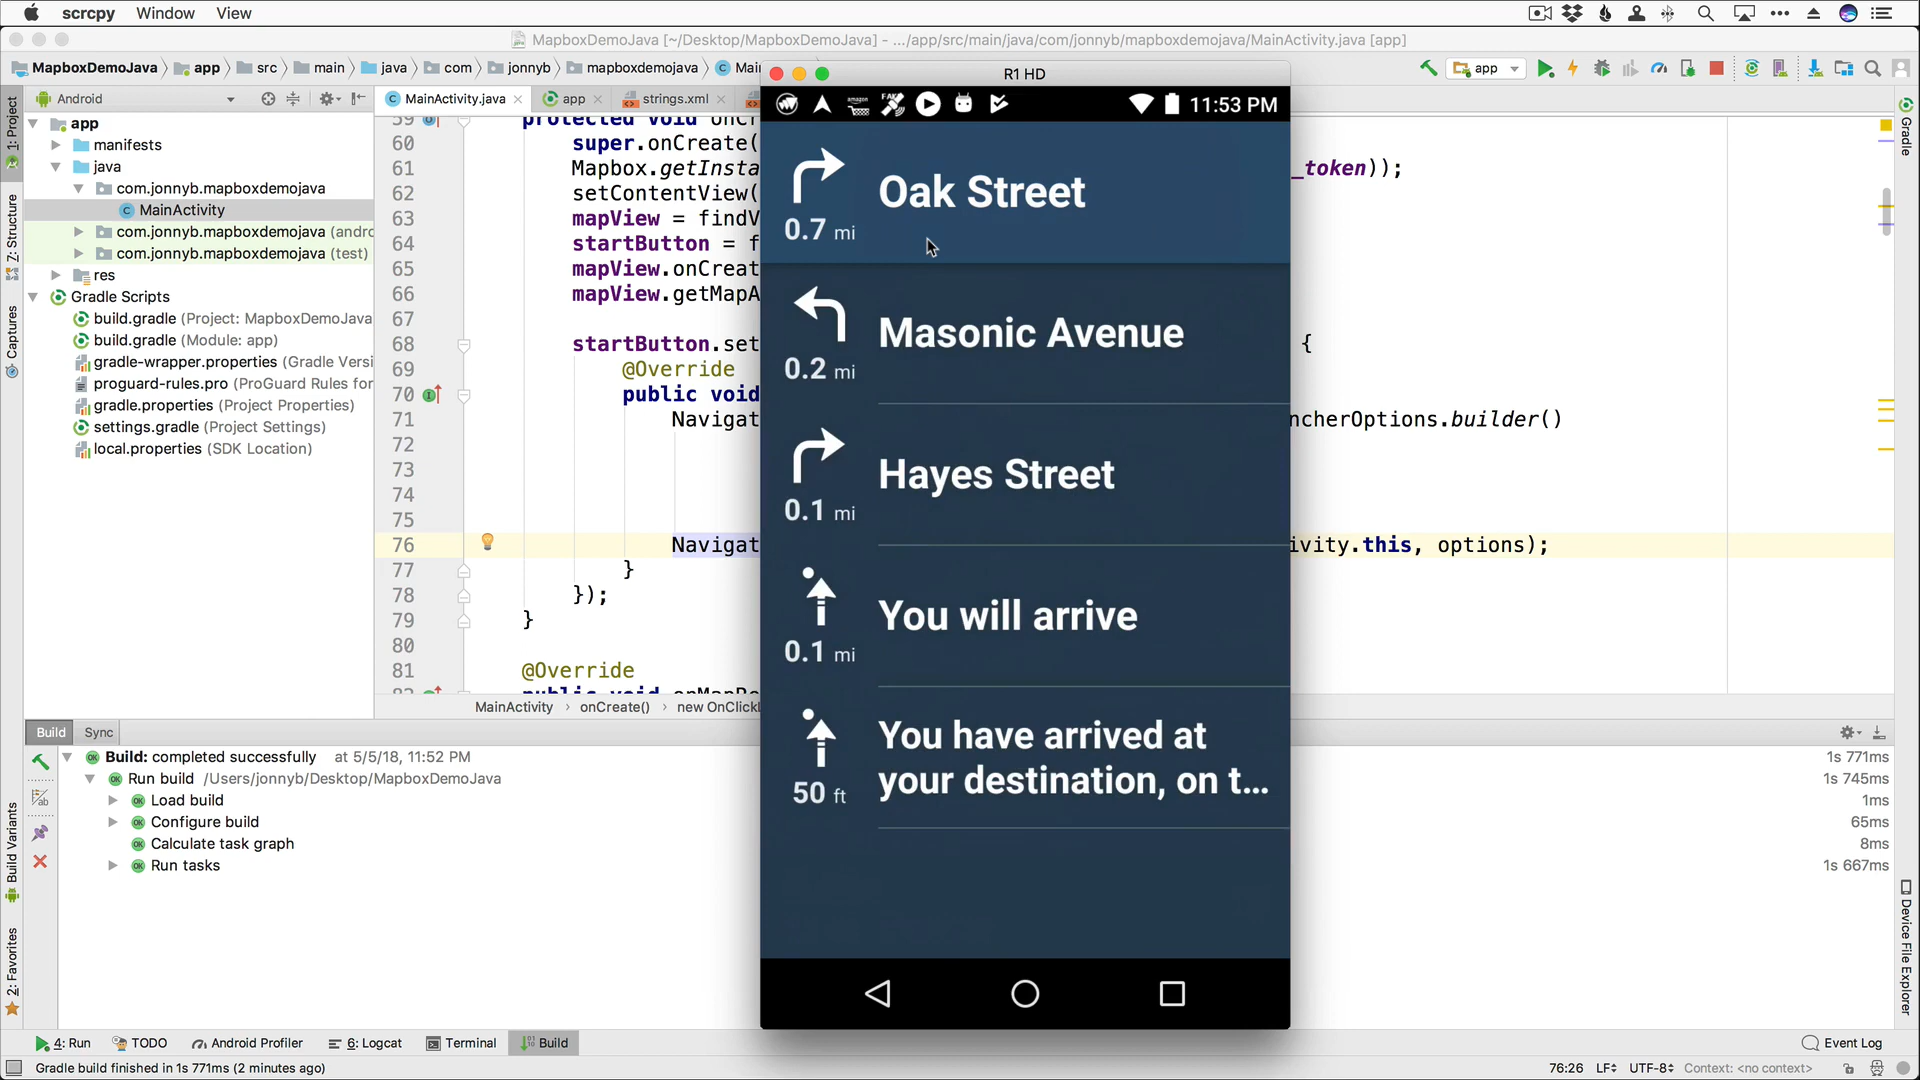 scrcpy Window View
MapboxDemoJava [~/Desktop/MapboxDemoJava] - .../app/src/main/java/com/jonnyb/mapboxdemojava/MainActivity.java [app]
MapboxDemoJava app src main java com jonnyb mapboxdemojava
app
R1 HD
1: Project
Z: Structure
Captures
Build Variants
2: Favorites
Android
app
manifests
java
com.jonnyb.mapboxdemojava
MainActivity
com.jonnyb.mapboxdemojava
com.jonnyb.mapboxdemojava (test)
res
Gradle Scripts
build.gradle (Project: MapboxDemoJava
build.gradle (Module: app)
gradle-wrapper.properties (Gradle Versi
proguard-rules.pro (ProGuard Rules for
gradle.properties (Project Properties)
settings.gradle (Project Settings)
local.properties (SDK Location)
MainActivity.java app strings.xml
59
60 super.onCreate(
61 Mapbox.getInsta _token));
62 setContentView(
63 mapView = findV
64 startButton = f
65 mapView.onCreat
66 mapView.getMapA
67
68 startButton.set {
69 @Override
70 public void
71 Navigat ncherOptions.builder()
72
73
74
75
76 Navigat ivity.this, options);
77 }
78 });
79 }
80
81 @Override
MainActivity › onCreate() › new OnClickL
11:53 PM
Oak Street
0.7 mi
Masonic Avenue
0.2 mi
Hayes Street
0.1 mi
You will arrive
0.1 mi
You have arrived at
your destination, on t...
50 ft
Gradle
Device File Explorer
Build Sync
Build: completed successfully at 5/5/18, 11:52 PM 1s 771ms
Run build /Users/jonnyb/Desktop/MapboxDemoJava 1s 745ms
Load build 1ms
Configure build 65ms
Calculate task graph 8ms
Run tasks 1s 667ms
4: Run TODO Android Profiler 6: Logcat Terminal Build Event Log
Gradle build finished in 1s 771ms (2 minutes ago) 76:26 LF UTF-8 Context: <no context>